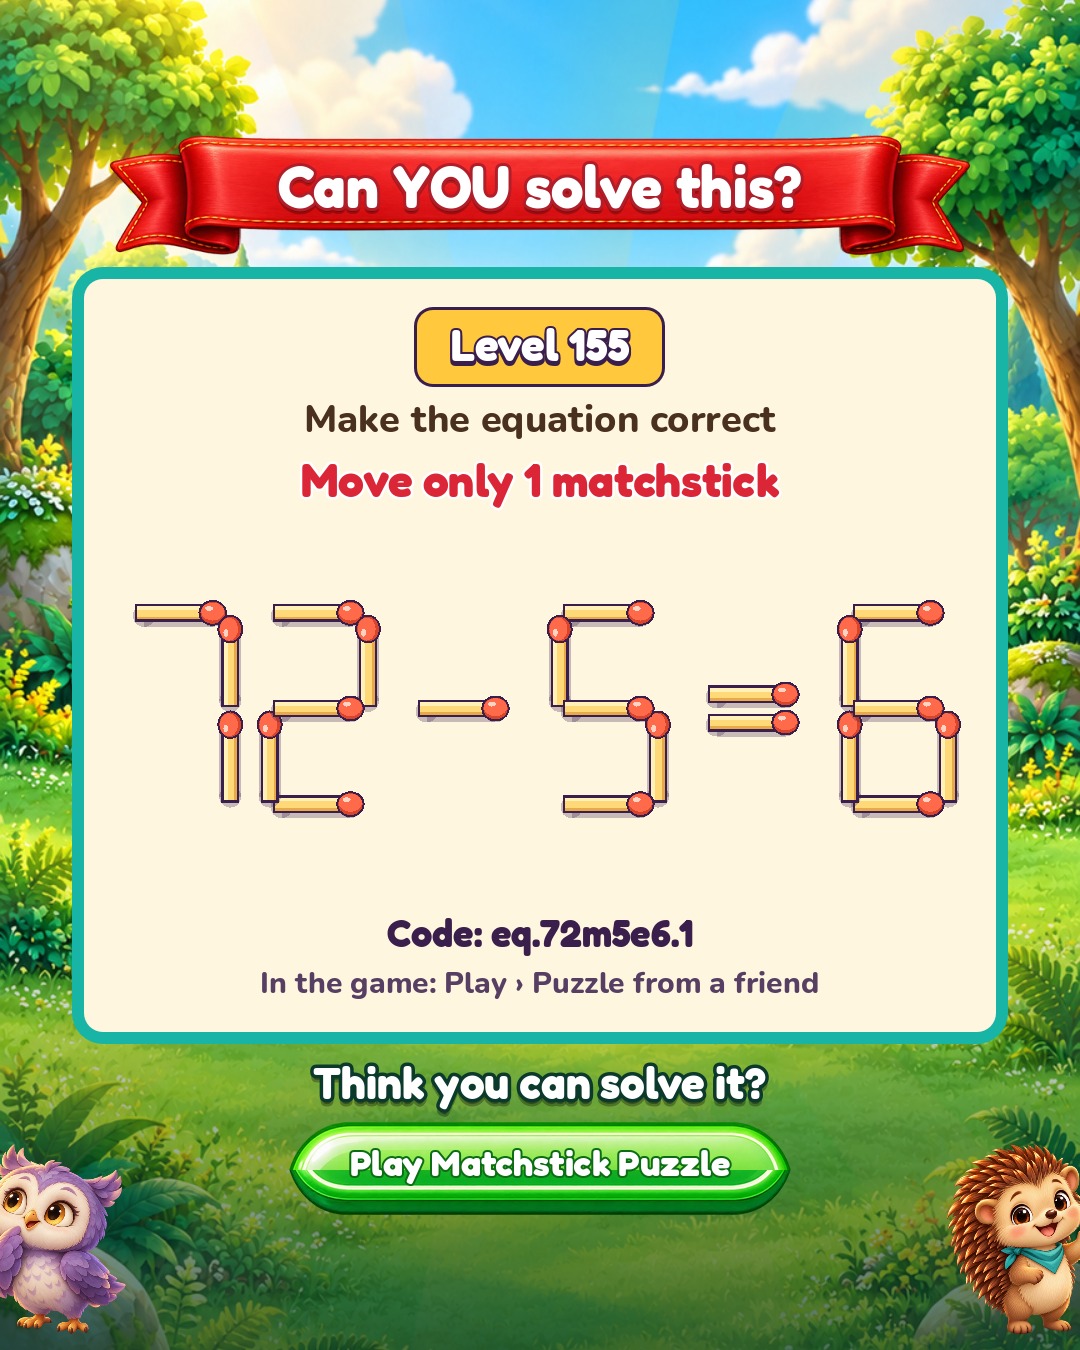 Can YOU solve this?
Level 155
Make the equation correct
Move only 1 matchstick
72-5=6
Code: eq.72m5e6.1
In the game: Play › Puzzle from a friend
Think you can solve it?
Play Matchstick Puzzle